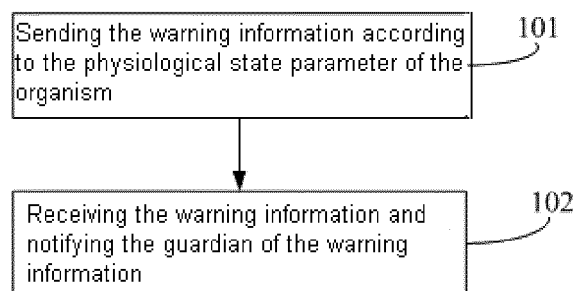 Sending the warning information according
to the physiological state parameter of the
organism
101
Receiving the warning information and
notifying the guardian of the warning
information
102